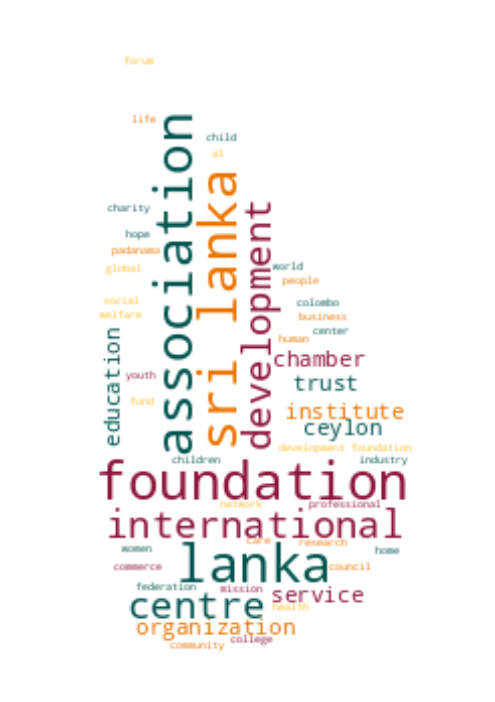 forum
life
association
child
al
sri lanka
charity
development
hope
padanama
global
world
people
social
colombo
welfare
business
center
education
human
chamber
youth
trust
fund
institute
ceylon
development foundation
children
industry
foundation
network
professional
international
care
research
women
home
lanka
commerce
council
federation
mission
service
centre
health
organization
college
community